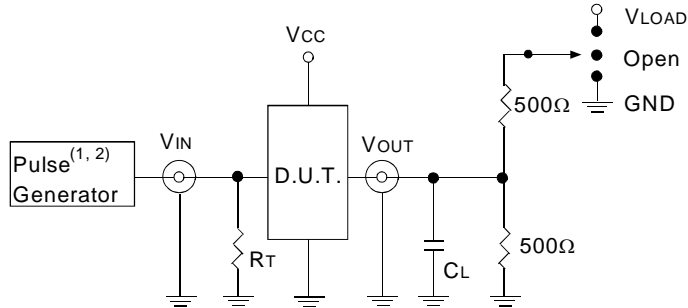 VLOAD
VCC
Open
500Ω
GND
VIN
VOUT
Pulse(1, 2)
Generator
D.U.T.
RT
CL
500Ω